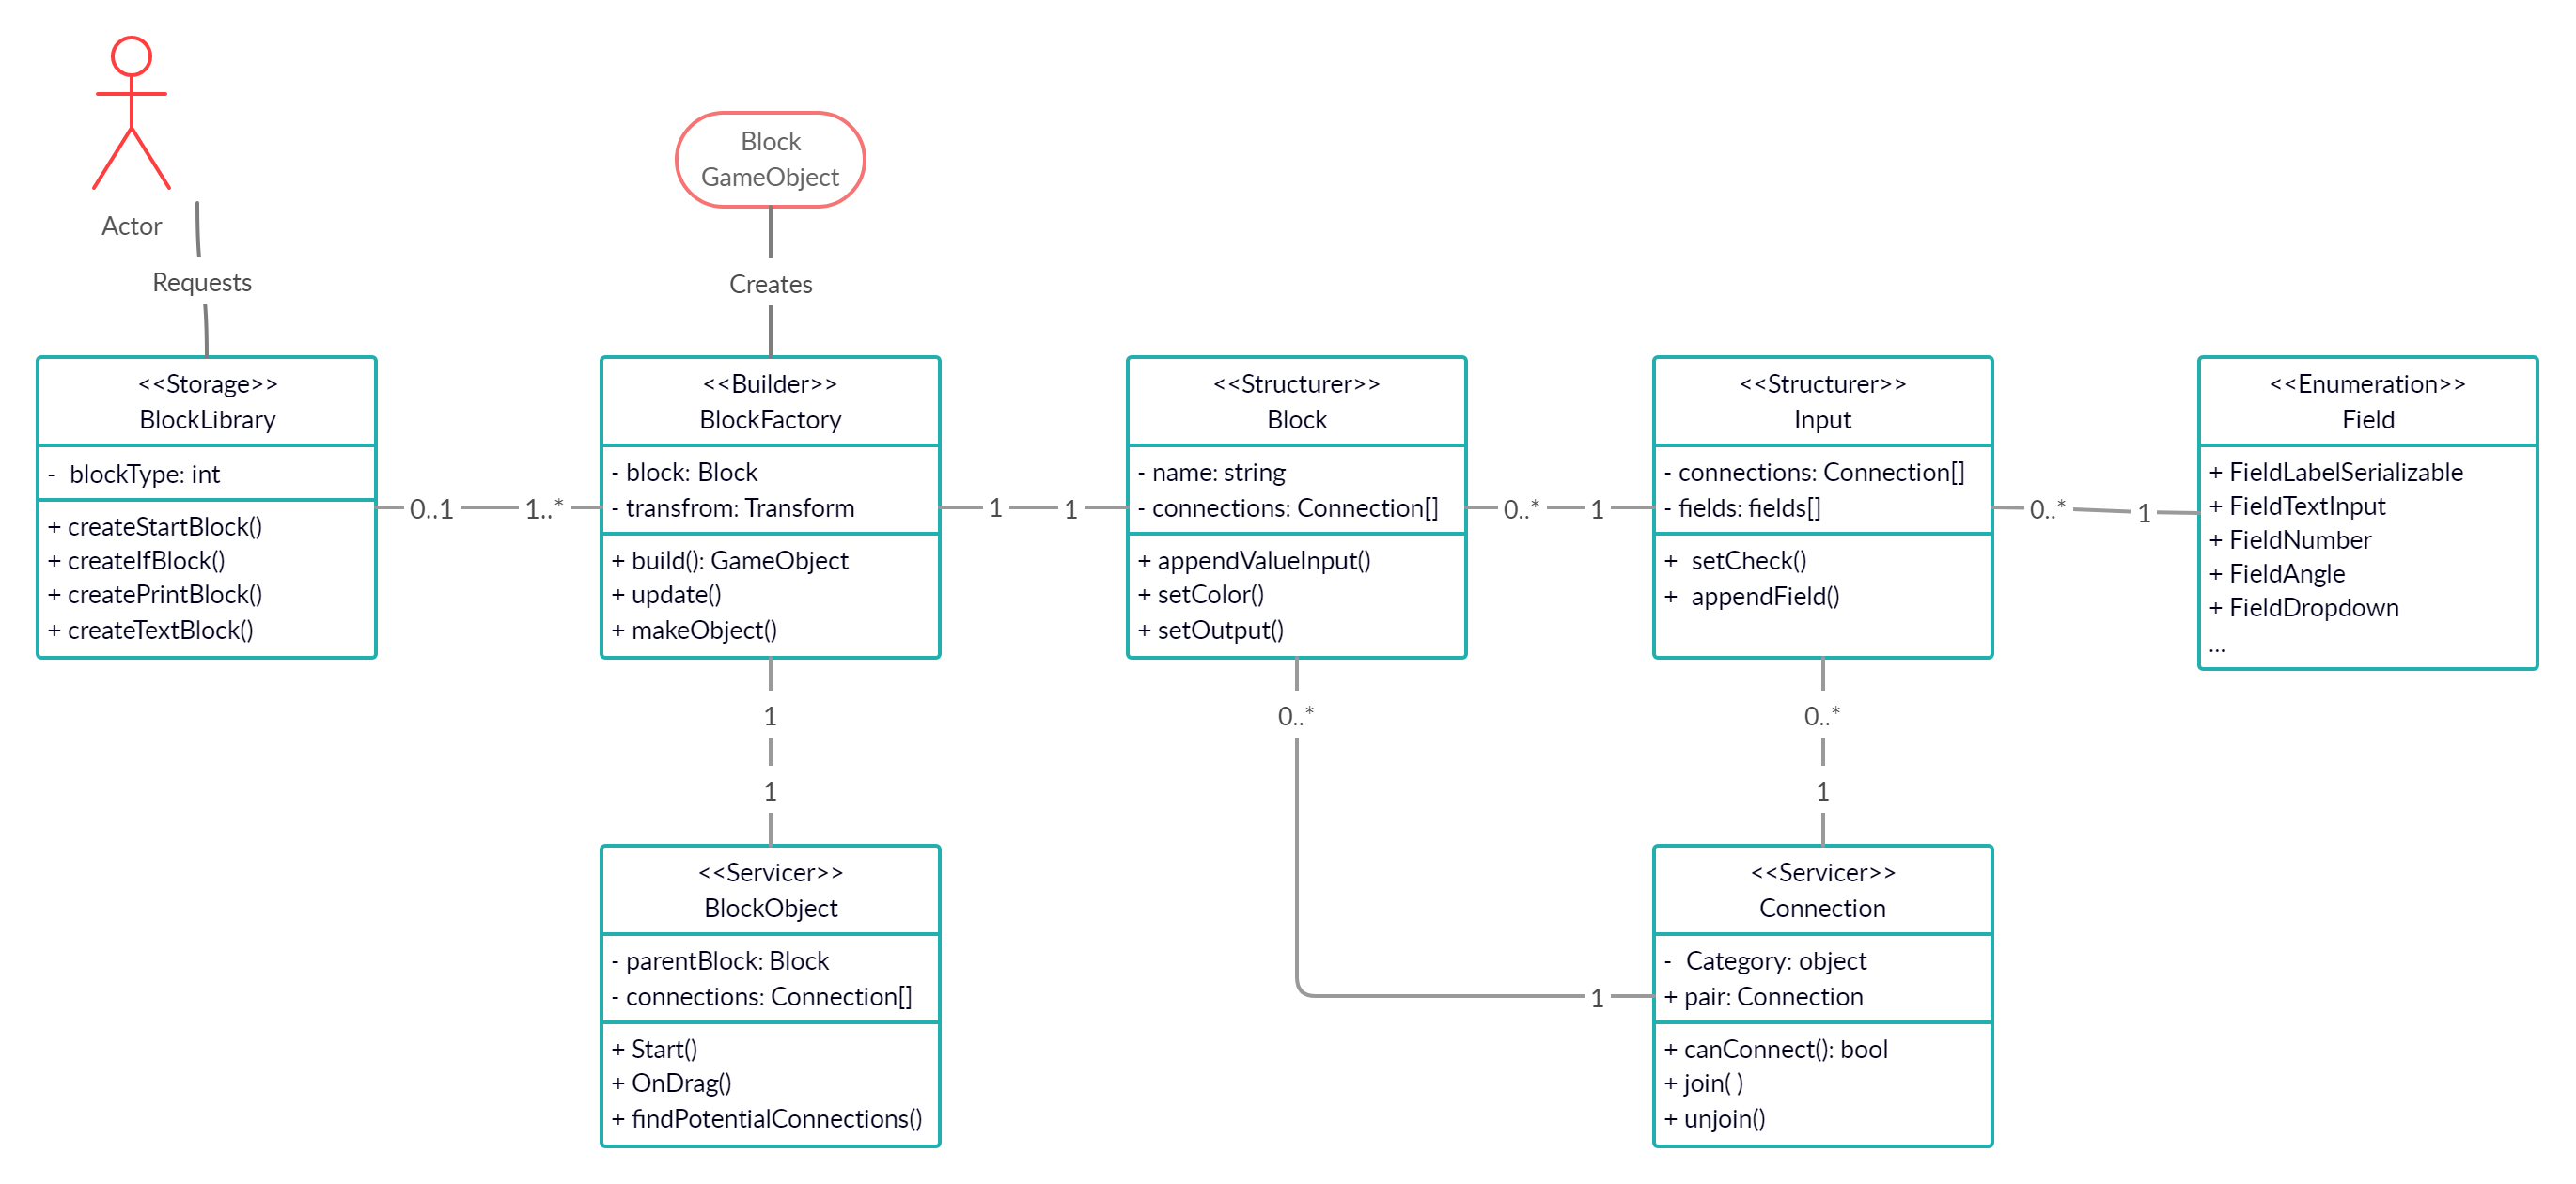 Actor
Requests
Block
GameObject
Creates
<<Storage>>
BlockLibrary
- blockType: int
+ createStartBlock()
+ createIfBlock()
+ createPrintBlock()
+ createTextBlock()
0..1
1..*
<<Builder>>
BlockFactory
- block: Block
- transfrom: Transform
+ build(): GameObject
+ update()
+ makeObject()
1
1
<<Structurer>>
Block
- name: string
- connections: Connection[]
+ appendValueInput()
+ setColor()
+ setOutput()
0..*
1
<<Structurer>>
Input
- connections: Connection[]
- fields: fields[]
+ setCheck()
+ appendField()
0..*
1
<<Enumeration>>
Field
+ FieldLabelSerializable
+ FieldTextInput
+ FieldNumber
+ FieldAngle
+ FieldDropdown
...
1
1
<<Servicer>>
BlockObject
- parentBlock: Block
- connections: Connection[]
+ Start()
+ OnDrag()
+ findPotentialConnections()
0..*
1
0..*
1
<<Servicer>>
Connection
- Category: object
+ pair: Connection
+ canConnect(): bool
+ join( )
+ unjoin()